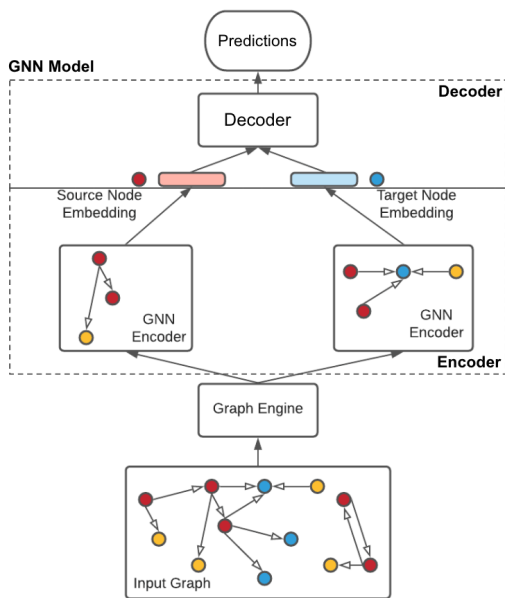 Predictions
GNN Model
Decoder
Decoder
Source Node
Embedding
Target Node
Embedding
GNN
Encoder
GNN
Encoder
Encoder
Graph Engine
Input Graph